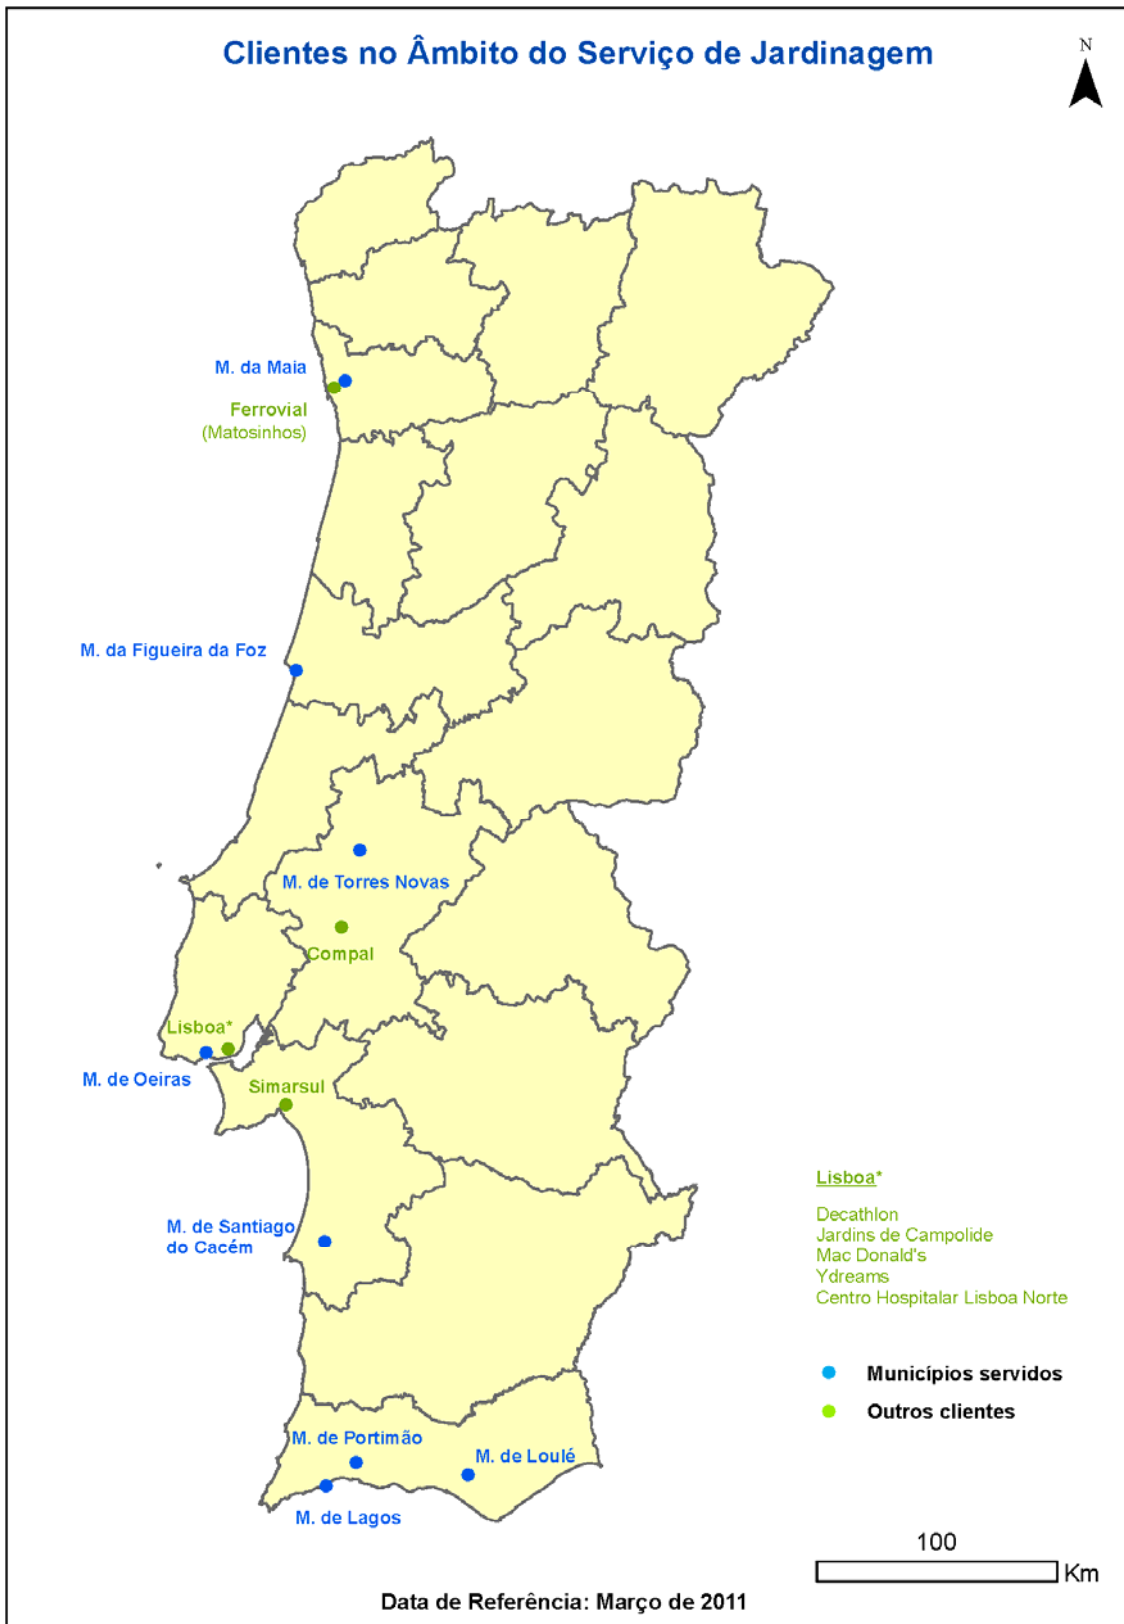 Clientes no Âmbito do Serviço de Jardinagem
N
M. da Maia
Ferrovial
(Matosinhos)
M. da Figueira da Foz
M. de Torres Novas
Compal
Lisboa*
M. de Oeiras
Simarsul
M. de Santiago
do Cacém
Lisboa*
Decathlon
Jardins de Campolide
Mac Donald's
Ydreams
Centro Hospitalar Lisboa Norte
Municípios servidos
Outros clientes
M. de Portimão
M. de Loulé
M. de Lagos
100
Km
Data de Referência: Março de 2011